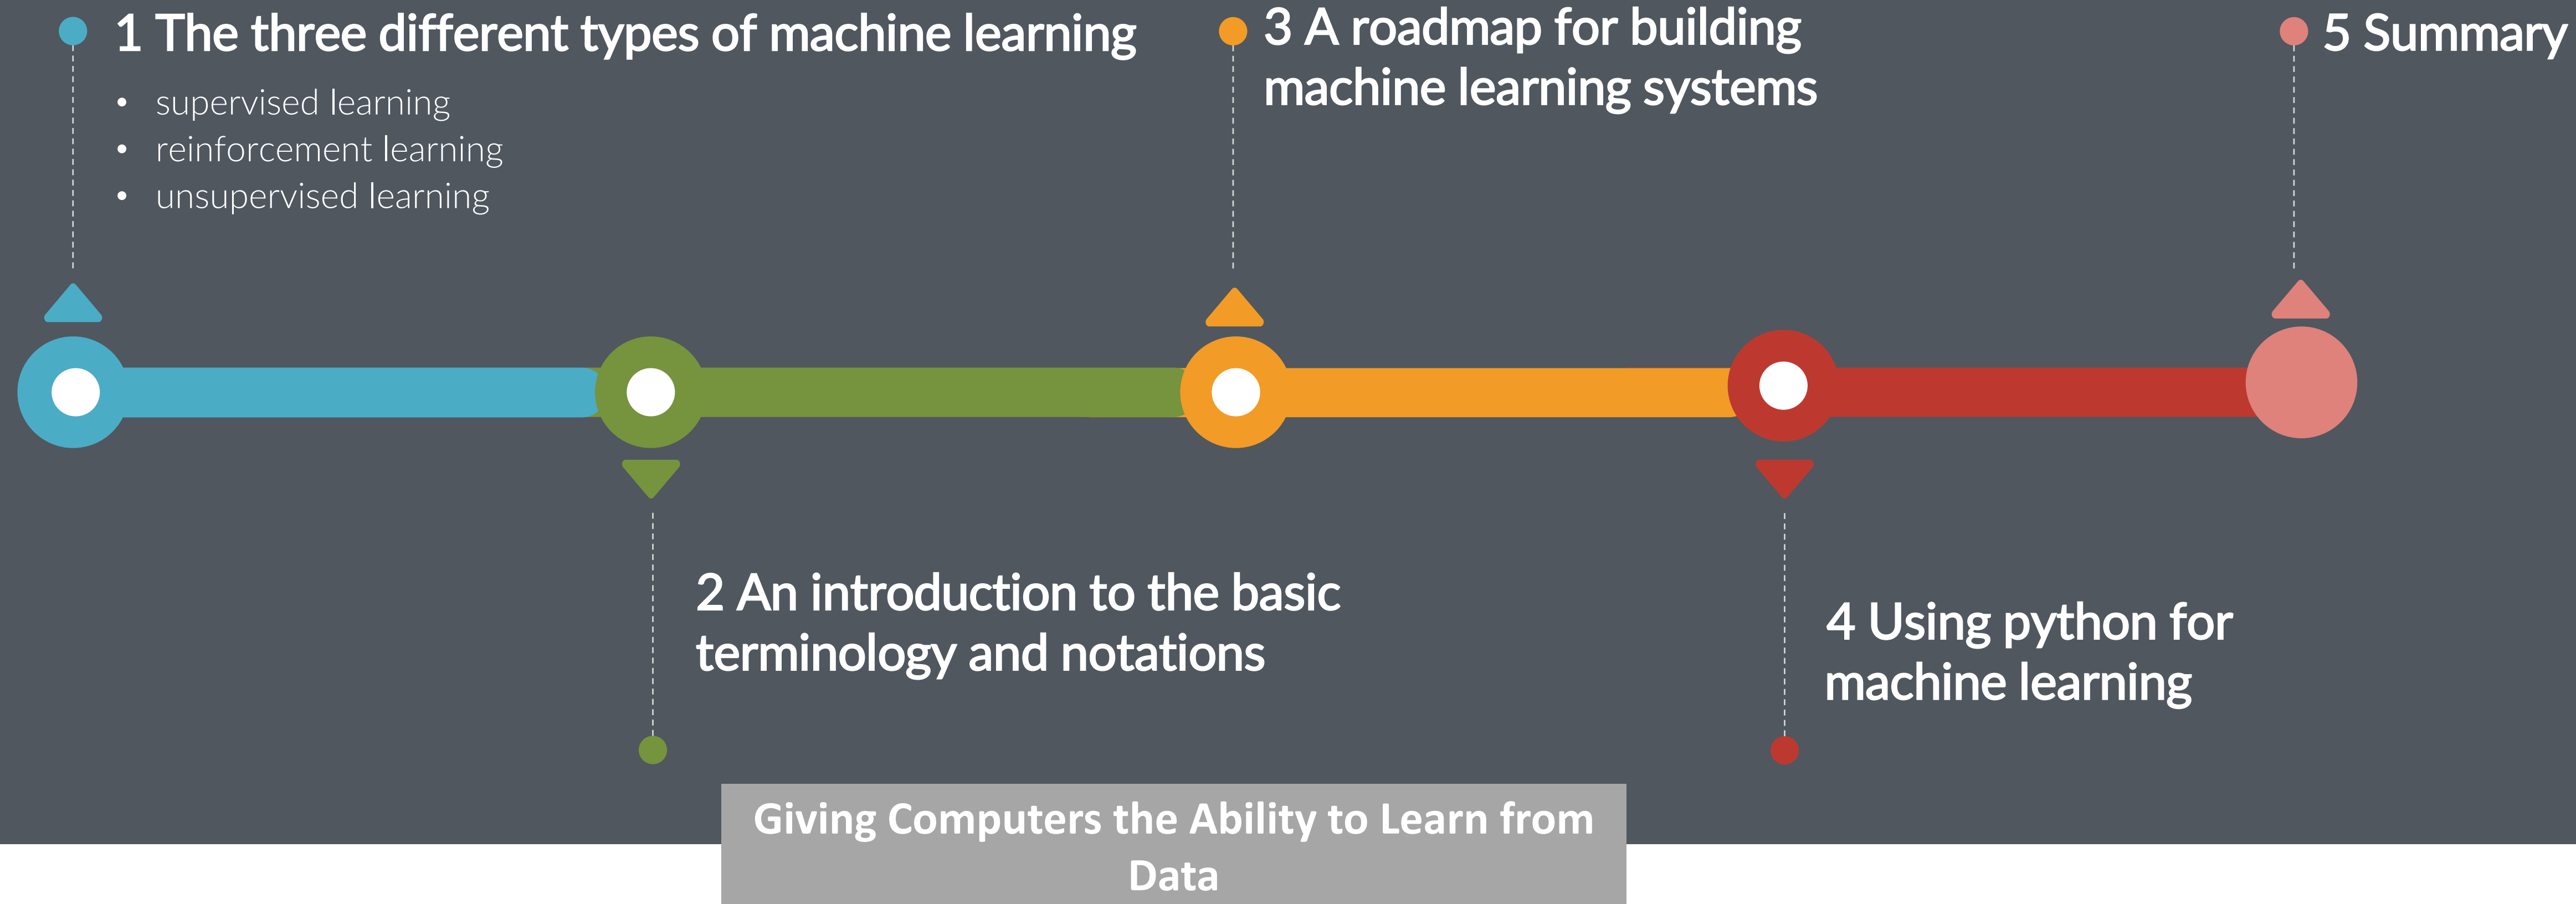 1 The three different types of machine learning
• supervised learning
• reinforcement learning
• unsupervised learning
2 An introduction to the basic
terminology and notations
3 A roadmap for building
machine learning systems
4 Using python for
machine learning
5 Summary
Giving Computers the Ability to Learn from
Data